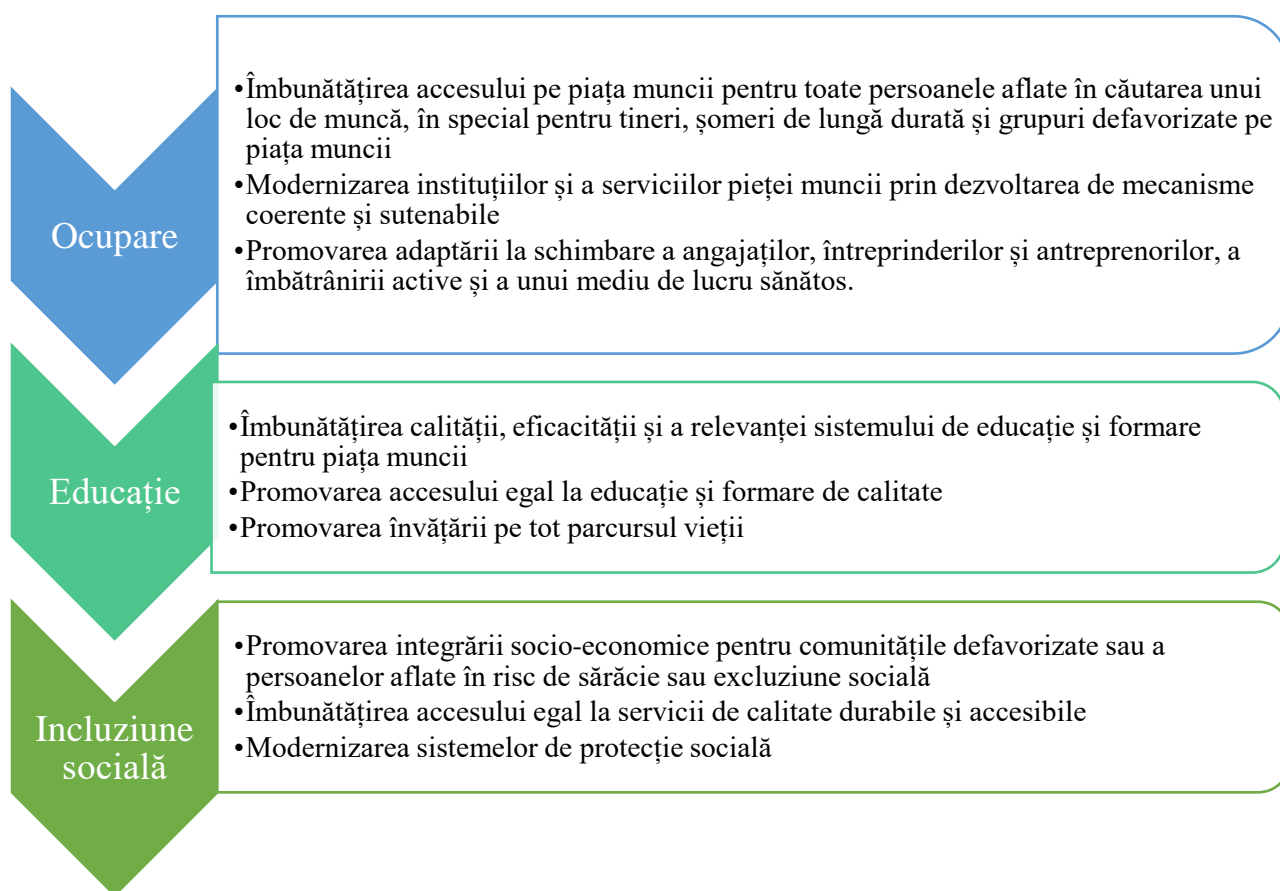 Ocupare
•Îmbunătățirea accesului pe piața muncii pentru toate persoanele aflate în căutarea unui
loc de muncă, în special pentru tineri, șomeri de lungă durată și grupuri defavorizate pe
piața muncii
•Modernizarea instituțiilor și a serviciilor pieței muncii prin dezvoltarea de mecanisme
coerente și sutenabile
•Promovarea adaptării la schimbare a angajaților, întreprinderilor și antreprenorilor, a
îmbătrânirii active și a unui mediu de lucru sănătos.
Educație
•Îmbunătățirea calității, eficacității și a relevanței sistemului de educație și formare
pentru piața muncii
•Promovarea accesului egal la educație și formare de calitate
•Promovarea învățării pe tot parcursul vieții
Incluziune
socială
•Promovarea integrării socio-economice pentru comunitățile defavorizate sau a
persoanelor aflate în risc de sărăcie sau excluziune socială
•Îmbunătățirea accesului egal la servicii de calitate durabile și accesibile
•Modernizarea sistemelor de protecție socială